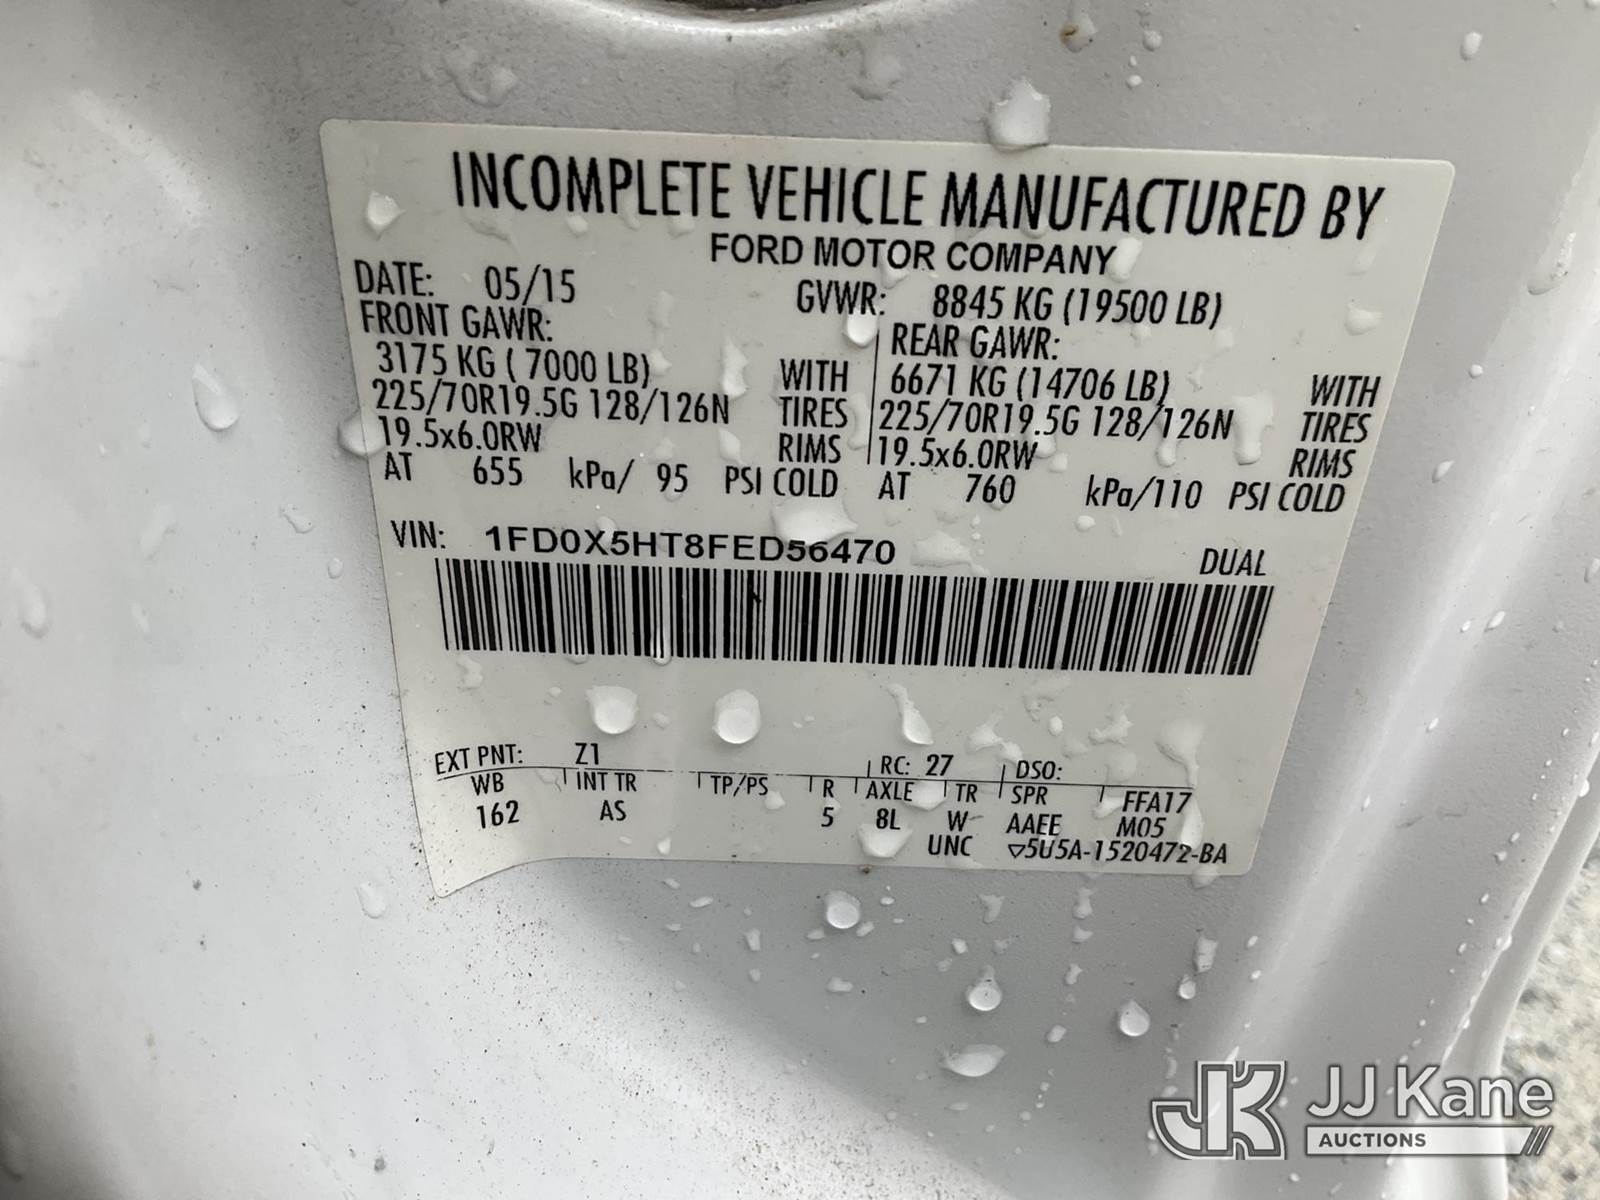 INCOMPLETE VEHICLE MANUFACTURED BY
FORD MOTOR COMPANY
DATE: 05/15 GVWR: 8845 KG (19500 LB)
FRONT GAWR: REAR GAWR:
3175 KG ( 7000 LB) WITH 6671 KG (14706 LB) WITH
225/70R19.5G 128/126N TIRES 225/70R19.5G 128/126N TIRES
19.5x6.0RW RIMS 19.5x6.0RW RIMS
AT 655 kPa/ 95 PSI COLD AT 760 kPa/110 PSI COLD
VIN: 1FD0X5HT8FED56470 DUAL
EXT PNT: Z1 RC: 27 DSO:
WB INT TR TP/PS R AXLE TR SPR FFA17
162 AS 5 8L W AAEE M05
UNC ▽5U5A-1520472-BA
JK JJ Kane
AUCTIONS